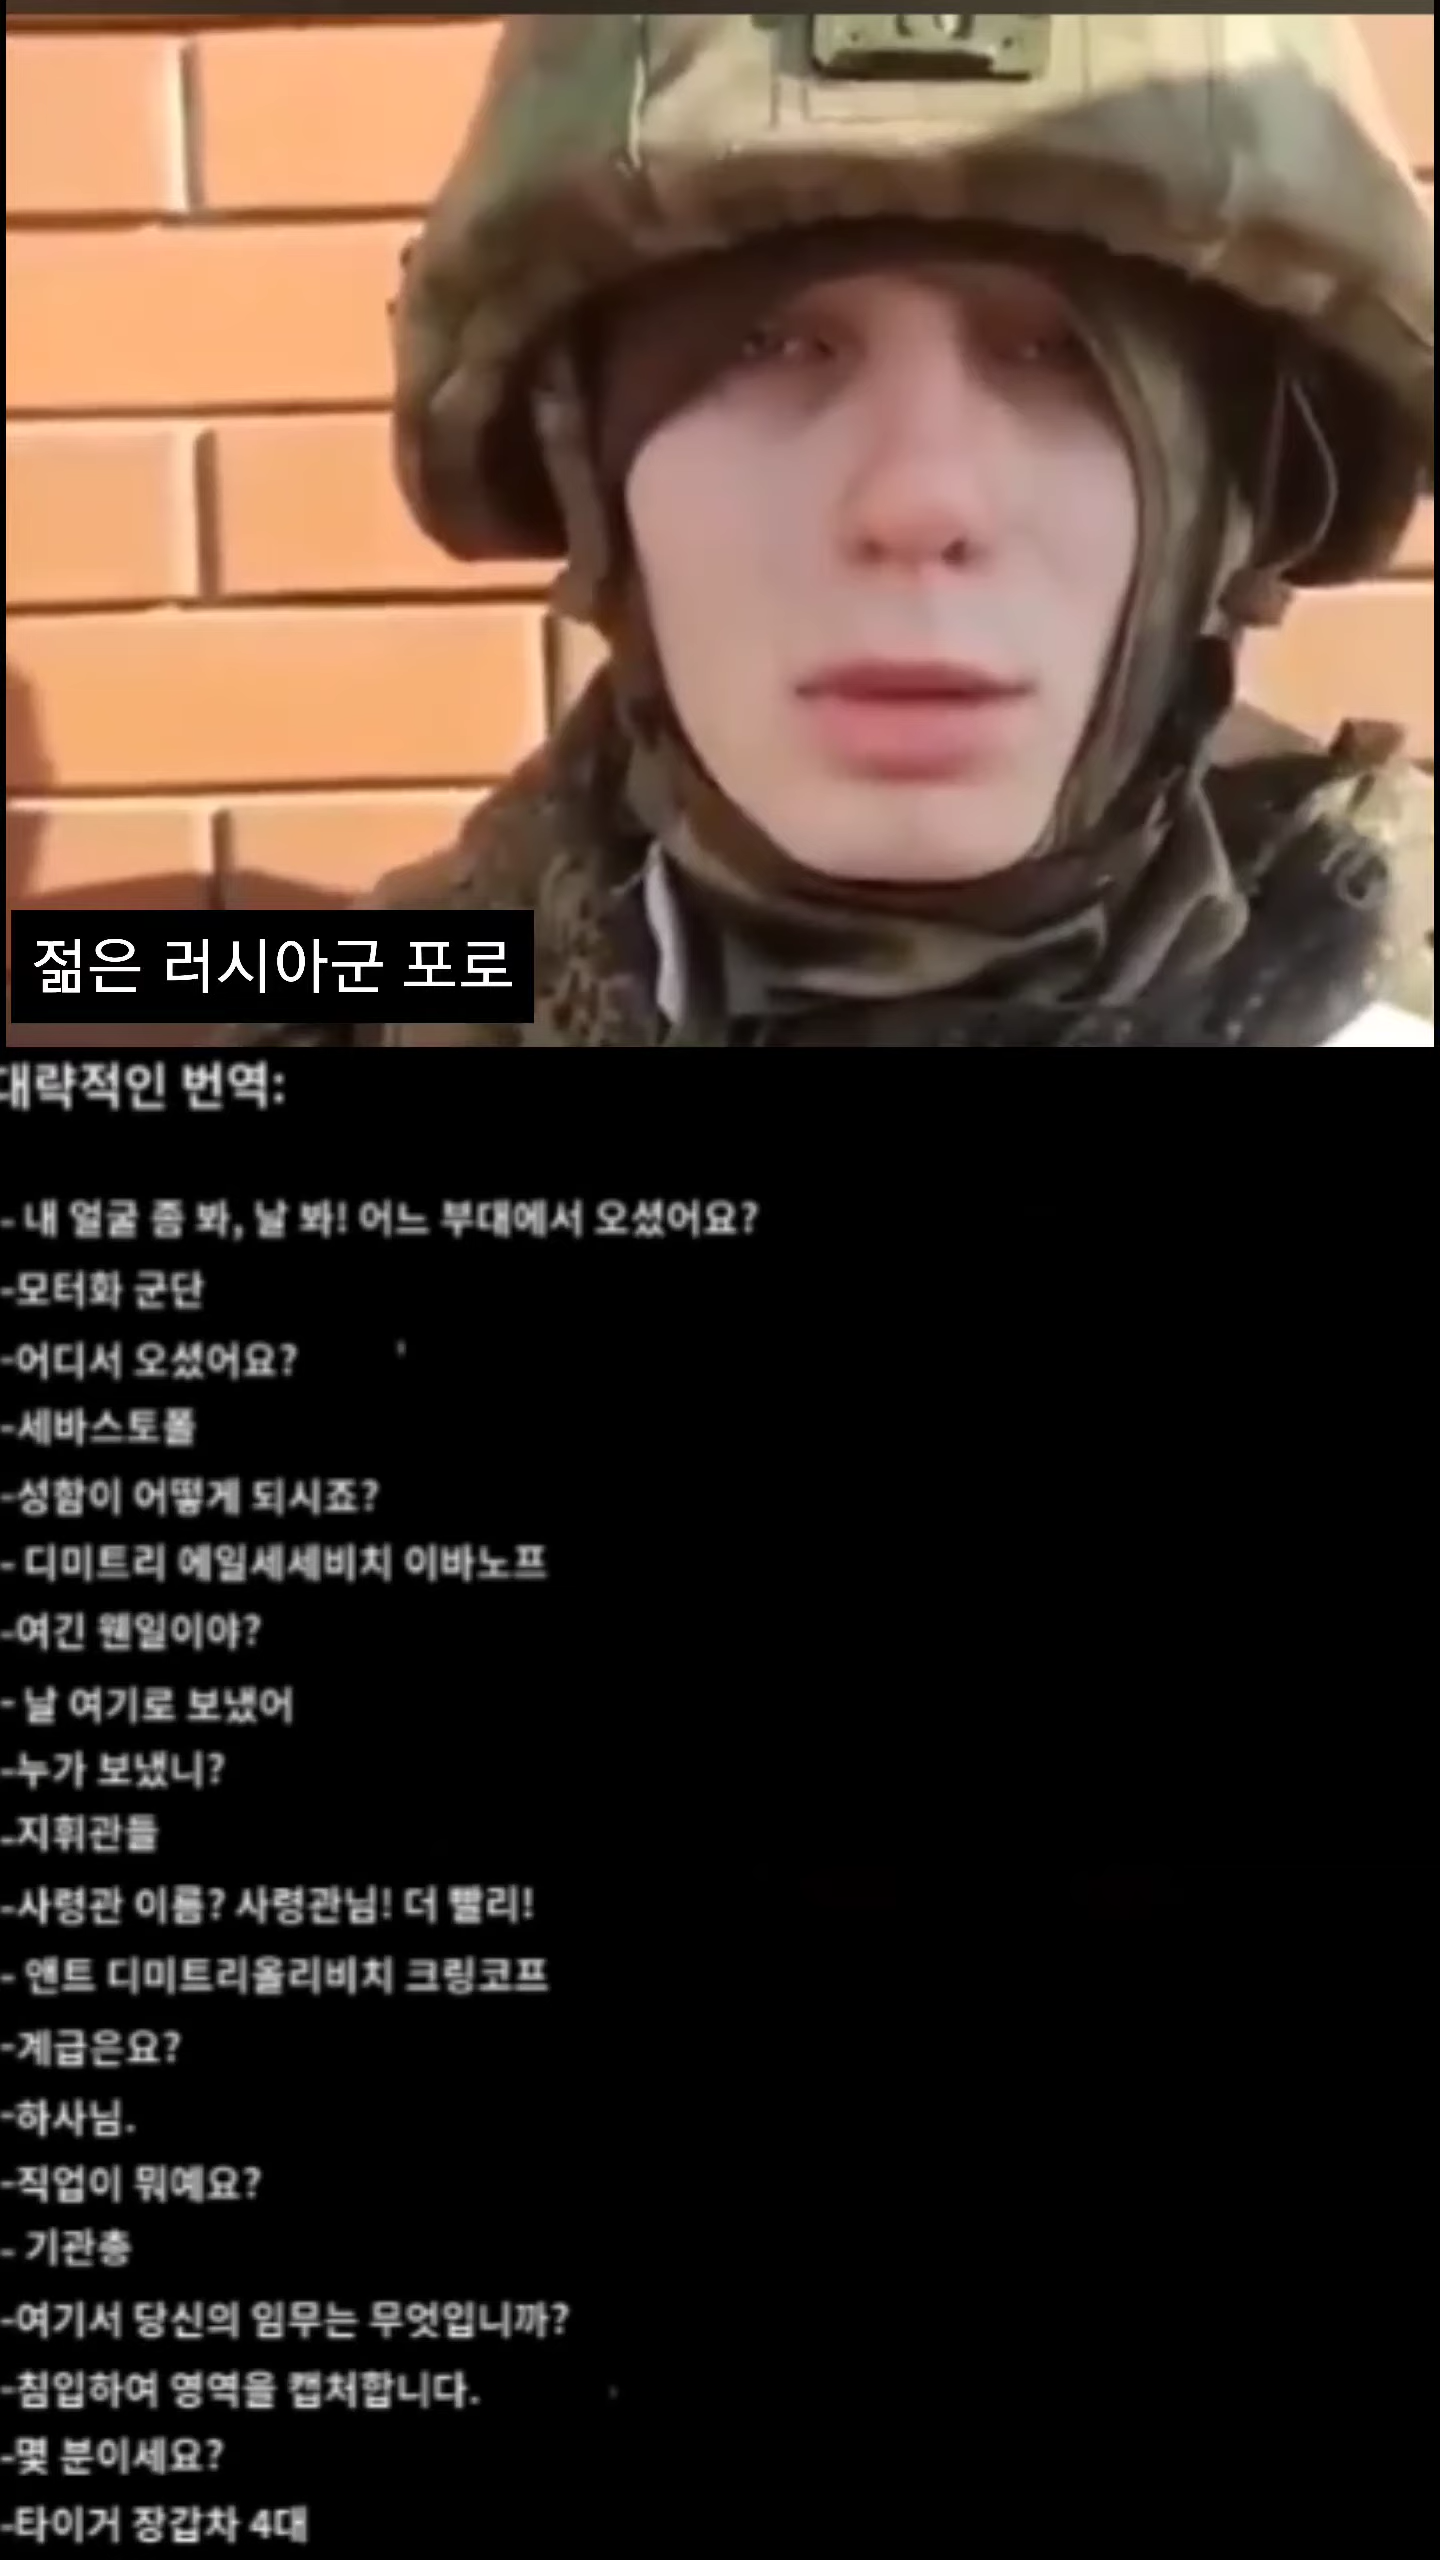 젊은 러시아군 포로
대략적인 번역:
- 내 얼굴 좀 봐, 날 봐! 어느 부대에서 오셨어요?
-모터화 군단
-어디서 오셨어요?
-세바스토폴
-성함이 어떻게 되시죠?
- 디미트리 에일세세비치 이바노프
-여긴 웬일이야?
- 날 여기로 보냈어
-누가 보냈니?
-지휘관들
-사령관 이름? 사령관님! 더 빨리!
- 앤트 디미트리올리비치 크링코프
-계급은요?
-하사님.
-직업이 뭐예요?
- 기관총
-여기서 당신의 임무는 무엇입니까?
-침입하여 영역을 캡처합니다.
-몇 분이세요?
-타이거 장갑차 4대